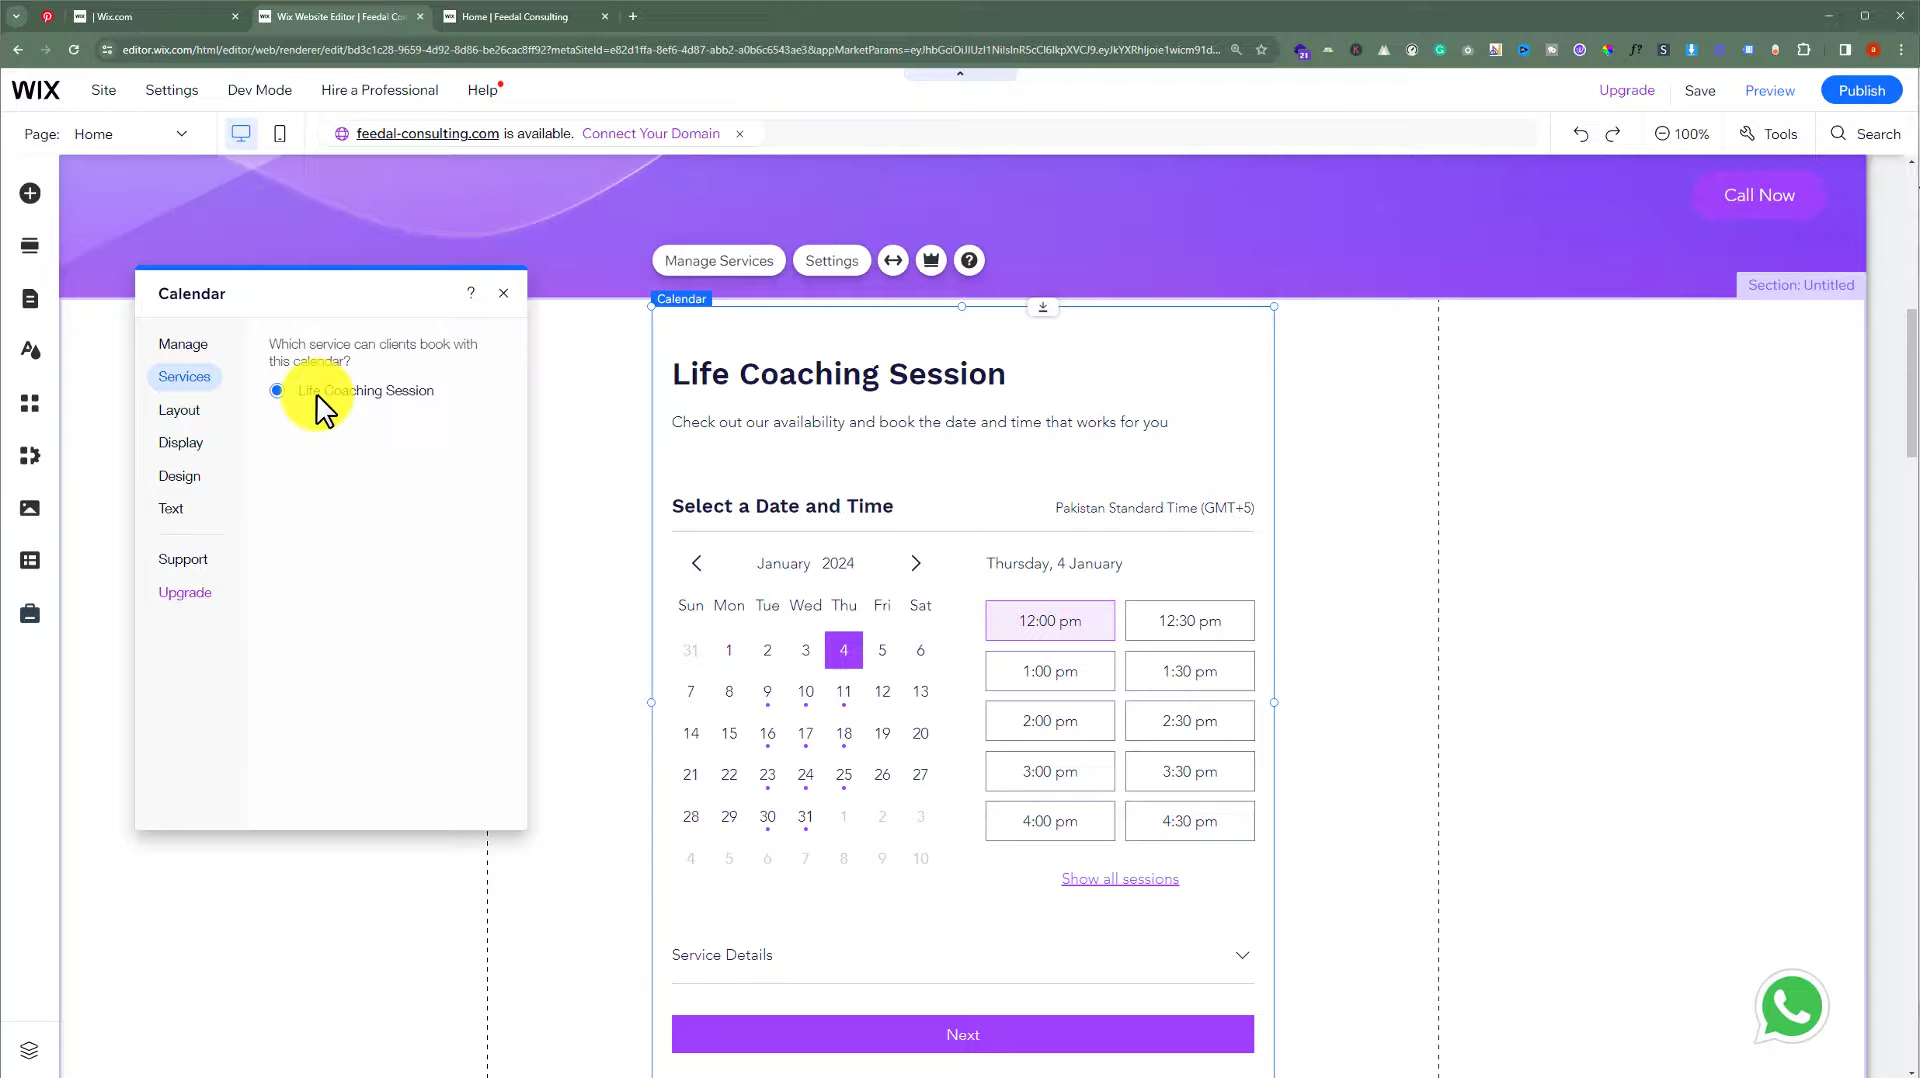 WIX | Wix.com
WIX Wix Website Editor | Feedal Co
WIX Home | Feedal Consulting
editor.wix.com/html/editor/web/renderer/edit/bd3c1c28-9659-4d92-8d86-be26cac8ff92?metaSiteId=e82d1ffa-8ef6-4d87-abb2-a0b6c6543ae3&appMarketParams=
21
WIX Site Settings Dev Mode Hire a Professional Help Upgrade Save Preview Publish
Page: Home feedal-consulting.com is available. Connect Your Domain 100% Tools Search
Call Now
Manage Services Settings
Section: Untitled
Calendar ?
Calendar
Manage
Services
Layout
Display
Design
Text
Support
Upgrade
Which service can clients book with
this calendar?
Life Coaching Session
Life Coaching Session
Check out our availability and book the date and time that works for you
Select a Date and Time Pakistan Standard Time (GMT+5)
January 2024 Thursday, 4 January
Sun Mon Tue Wed Thu Fri Sat
31 1 2 3 4 5 6
7 8 9 10 11 12 13
14 15 16 17 18 19 20
21 22 23 24 25 26 27
28 29 30 31 1 2 3
4 5 6 7 8 9 10
12:00 pm 12:30 pm
1:00 pm 1:30 pm
2:00 pm 2:30 pm
3:00 pm 3:30 pm
4:00 pm 4:30 pm
Show all sessions
Service Details
Next